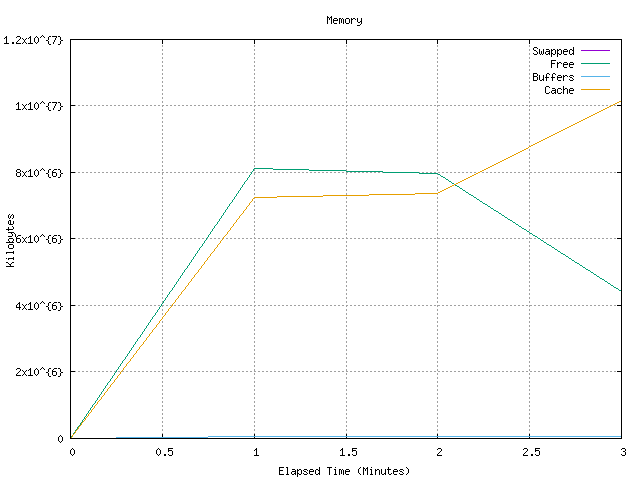 Memory
1.2x10^{7}
1x10^{7}
8x10^{6}
6x10^{6}
4x10^{6}
2x10^{6}
0
Kilobytes
Swapped
Free
Buffers
Cache
0 0.5 1 1.5 2 2.5 3
Elapsed Time (Minutes)